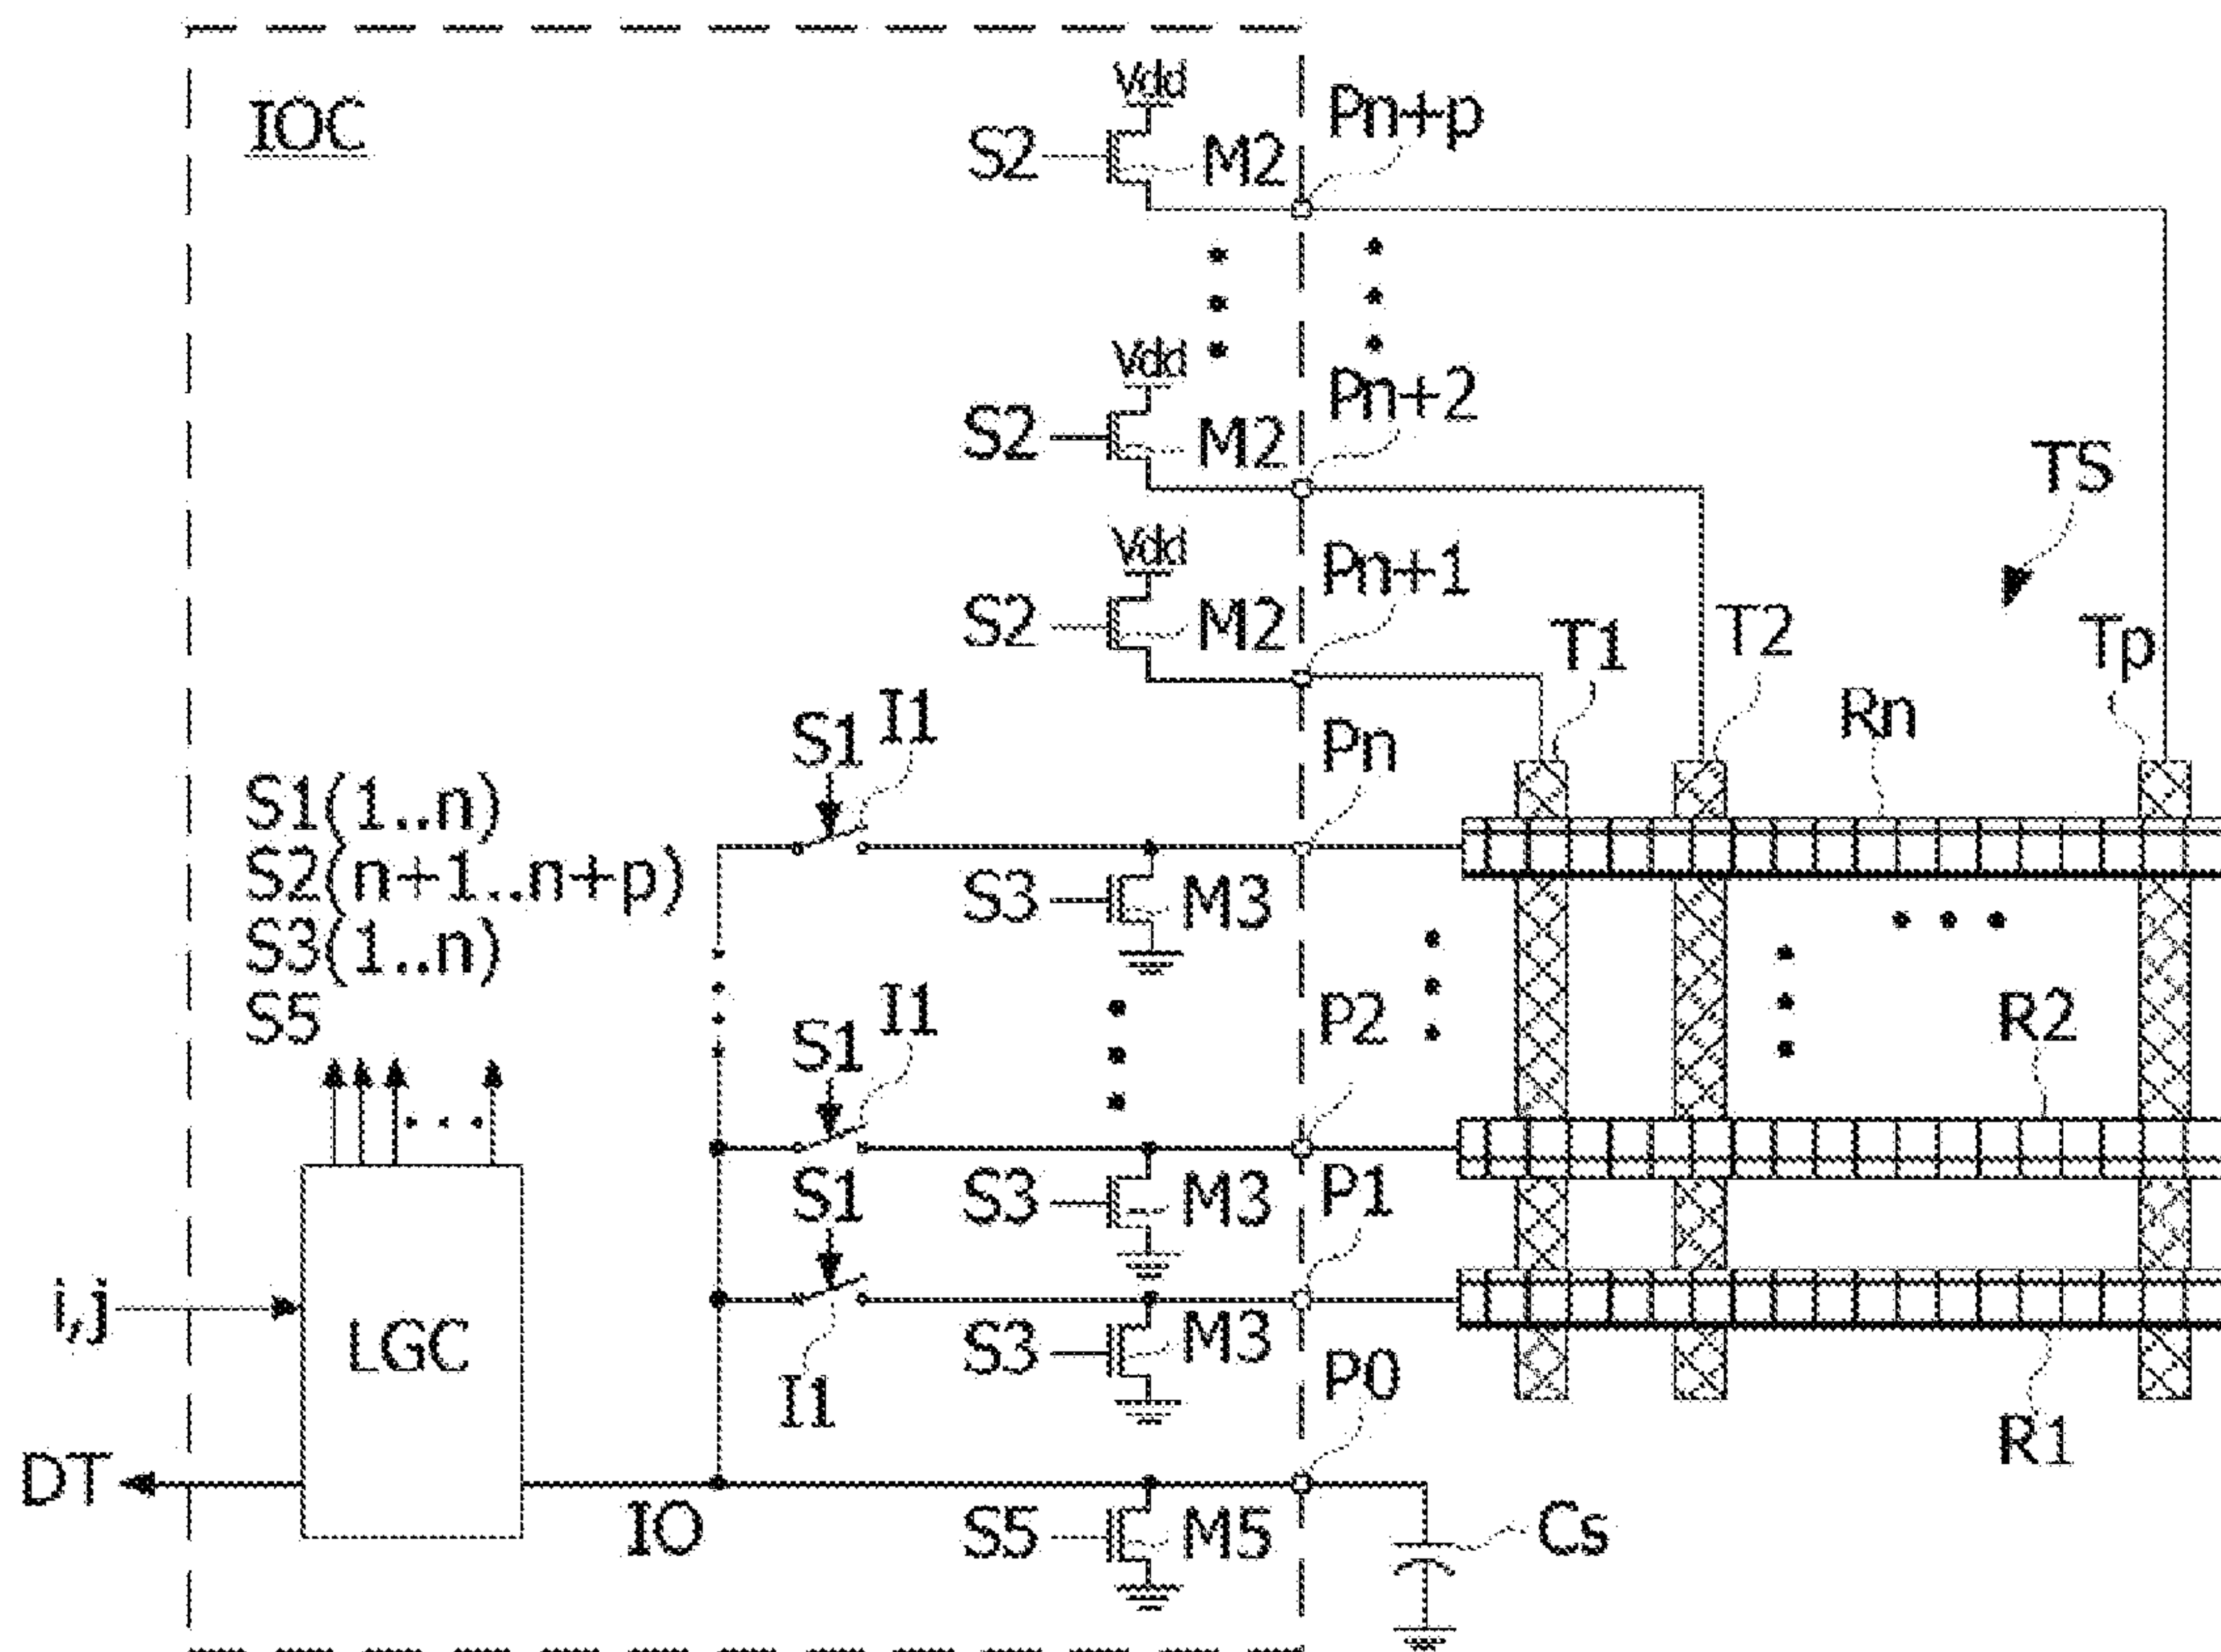 IOC
Vdd
S2
M2
Pn+p
Vdd
S2
M2
Pn+2
TS
Vdd
S2
M2
Pn+1
T1
T2
Tp
S1
I1
Pn
Rn
S1(1..n)
S2(n+1..n+p)
S3(1..n)
S5
S3
M3
S1
I1
P2
R2
S1
S3
M3
P1
i,j
LGC
I1
S3
M3
P0
R1
DT
IO
S5
M5
Cs